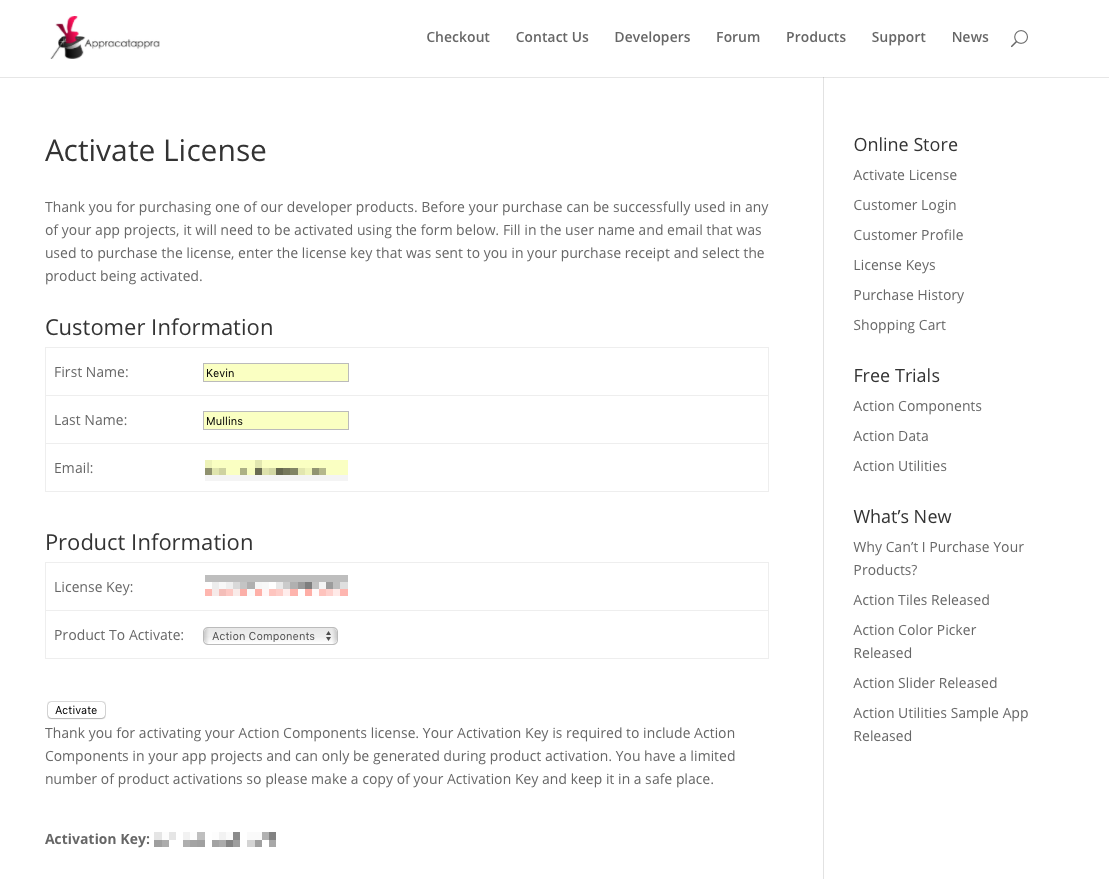 Appracatappra
Checkout
Contact Us
Developers
Forum
Products
Support
News
Activate License
Thank you for purchasing one of our developer products. Before your purchase can be successfully used in any
of your app projects, it will need to be activated using the form below. Fill in the user name and email that was
used to purchase the license, enter the license key that was sent to you in your purchase receipt and select the
product being activated.
Customer Information
First Name: Kevin
Last Name: Mullins
Email:
Product Information
License Key:
Product To Activate: Action Components
Activate
Thank you for activating your Action Components license. Your Activation Key is required to include Action
Components in your app projects and can only be generated during product activation. You have a limited
number of product activations so please make a copy of your Activation Key and keep it in a safe place.
Activation Key:
Online Store
Activate License
Customer Login
Customer Profile
License Keys
Purchase History
Shopping Cart
Free Trials
Action Components
Action Data
Action Utilities
What’s New
Why Can’t I Purchase Your
Products?
Action Tiles Released
Action Color Picker
Released
Action Slider Released
Action Utilities Sample App
Released